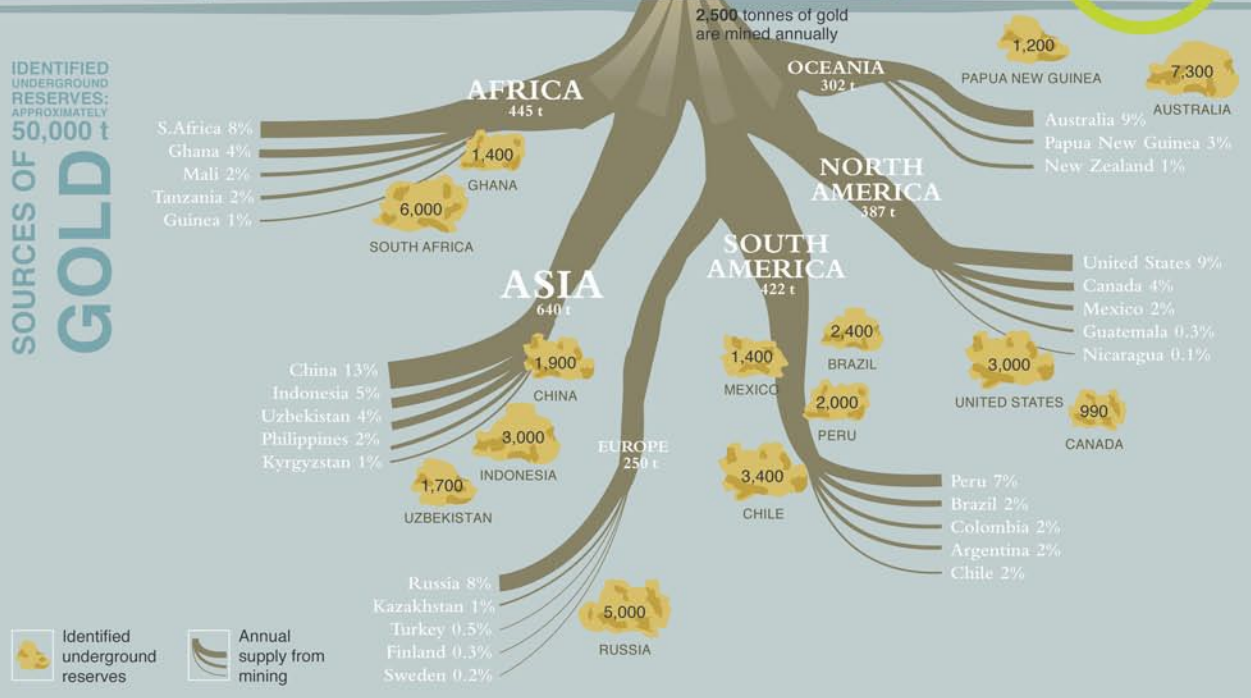 2,500 tonnes of gold
are mined annually
IDENTIFIED
UNDERGROUND
RESERVES:
APPROXIMATELY
50,000 t
SOURCES OF
GOLD
AFRICA
445 t
S.Africa 8%
Ghana 4%
Mali 2%
Tanzania 2%
Guinea 1%
1,400
GHANA
6,000
SOUTH AFRICA
OCEANIA
302 t
1,200
PAPUA NEW GUINEA
7,300
AUSTRALIA
Australia 9%
Papua New Guinea 3%
New Zealand 1%
NORTH
AMERICA
387 t
United States 9%
Canada 4%
Mexico 2%
Guatemala 0.3%
Nicaragua 0.1%
3,000
UNITED STATES
990
CANADA
ASIA
640 t
China 13%
Indonesia 5%
Uzbekistan 4%
Philippines 2%
Kyrgyzstan 1%
1,900
CHINA
3,000
INDONESIA
1,700
UZBEKISTAN
SOUTH
AMERICA
422 t
1,400
MEXICO
2,400
BRAZIL
2,000
PERU
3,400
CHILE
Peru 7%
Brazil 2%
Colombia 2%
Argentina 2%
Chile 2%
EUROPE
250 t
Russia 8%
Kazakhstan 1%
Turkey 0.5%
Finland 0.3%
Sweden 0.2%
5,000
RUSSIA
Identified
underground
reserves
Annual
supply from
mining